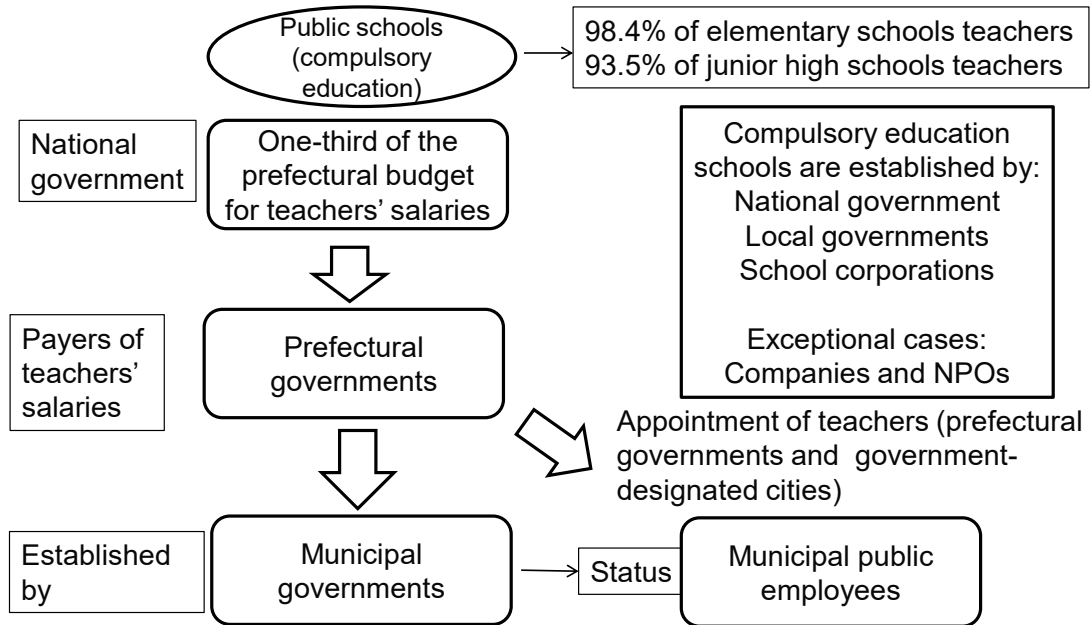 Public schools
(compulsory
education)
98.4% of elementary schools teachers
93.5% of junior high schools teachers
National
government
One-third of the
prefectural budget
for teachers’ salaries
Compulsory education
schools are established by:
National government
Local governments
School corporations
Exceptional cases:
Companies and NPOs
Payers of
teachers’
salaries
Prefectural
governments
Appointment of teachers (prefectural
governments and government-
designated cities)
Established
by
Municipal
governments
Status
Municipal public
employees